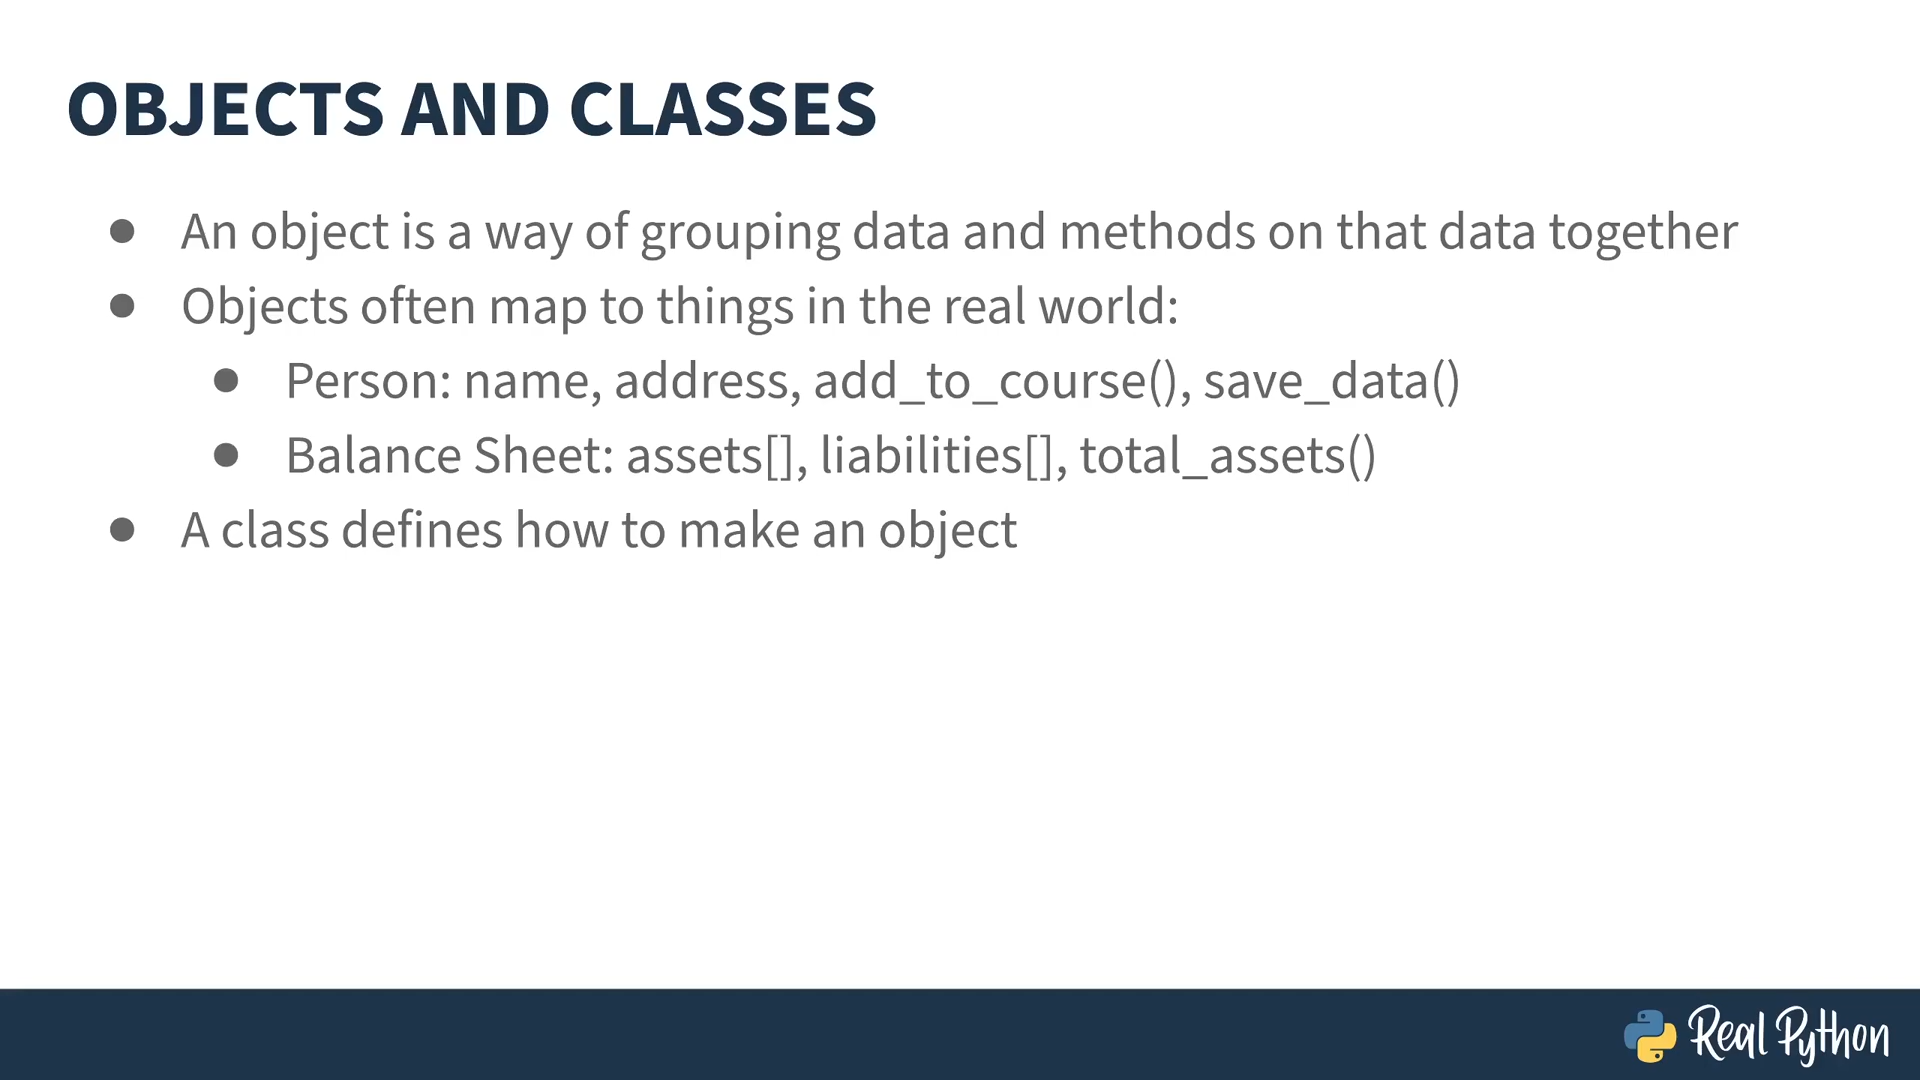 OBJECTS AND CLASSES
● An object is a way of grouping data and methods on that data together
● Objects often map to things in the real world:
● Person: name, address, add_to_course(), save_data()
● Balance Sheet: assets[], liabilities[], total_assets()
● A class defines how to make an object
Real Python